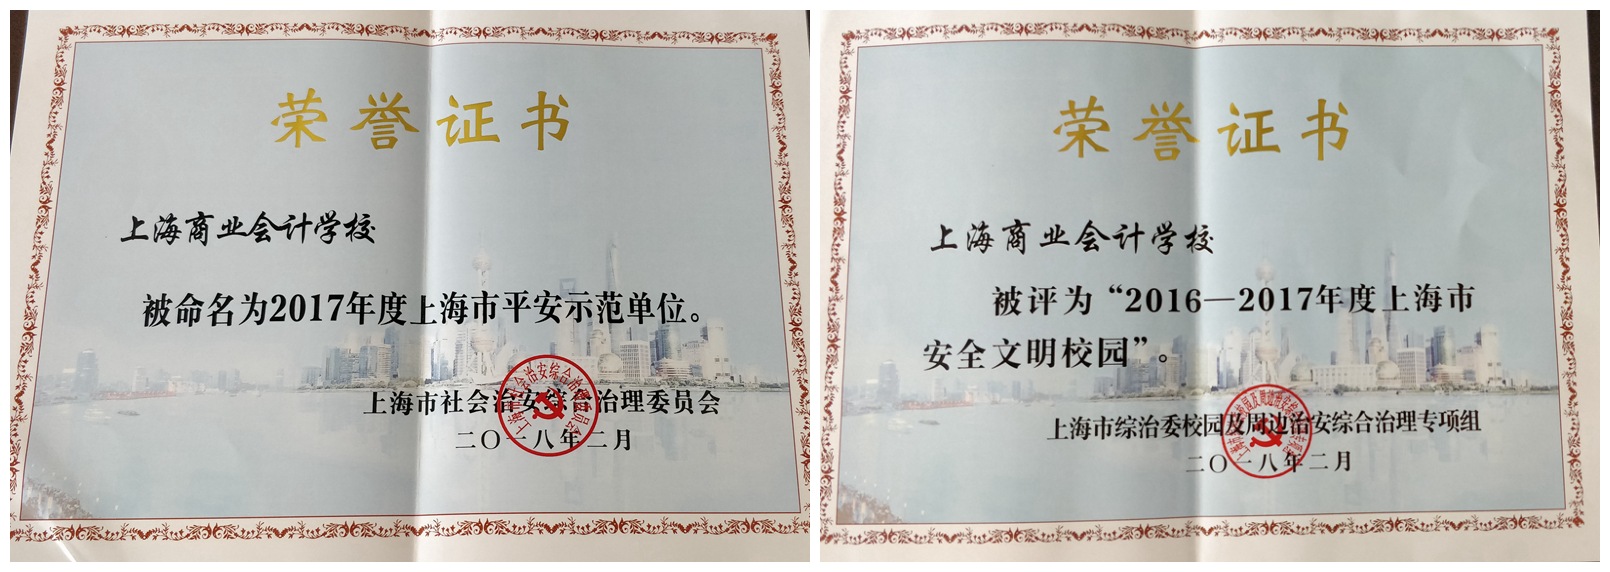 荣誉证书
上海商业会计学校
被命名为2017年度上海市平安示范单位。
上海市社会治安综合治理委员会
二〇一八年二月
荣誉证书
上海商业会计学校
被评为“2016—2017年度上海市
安全文明校园”。
上海市综治委校园及周边治安综合治理专项组
二〇一八年二月